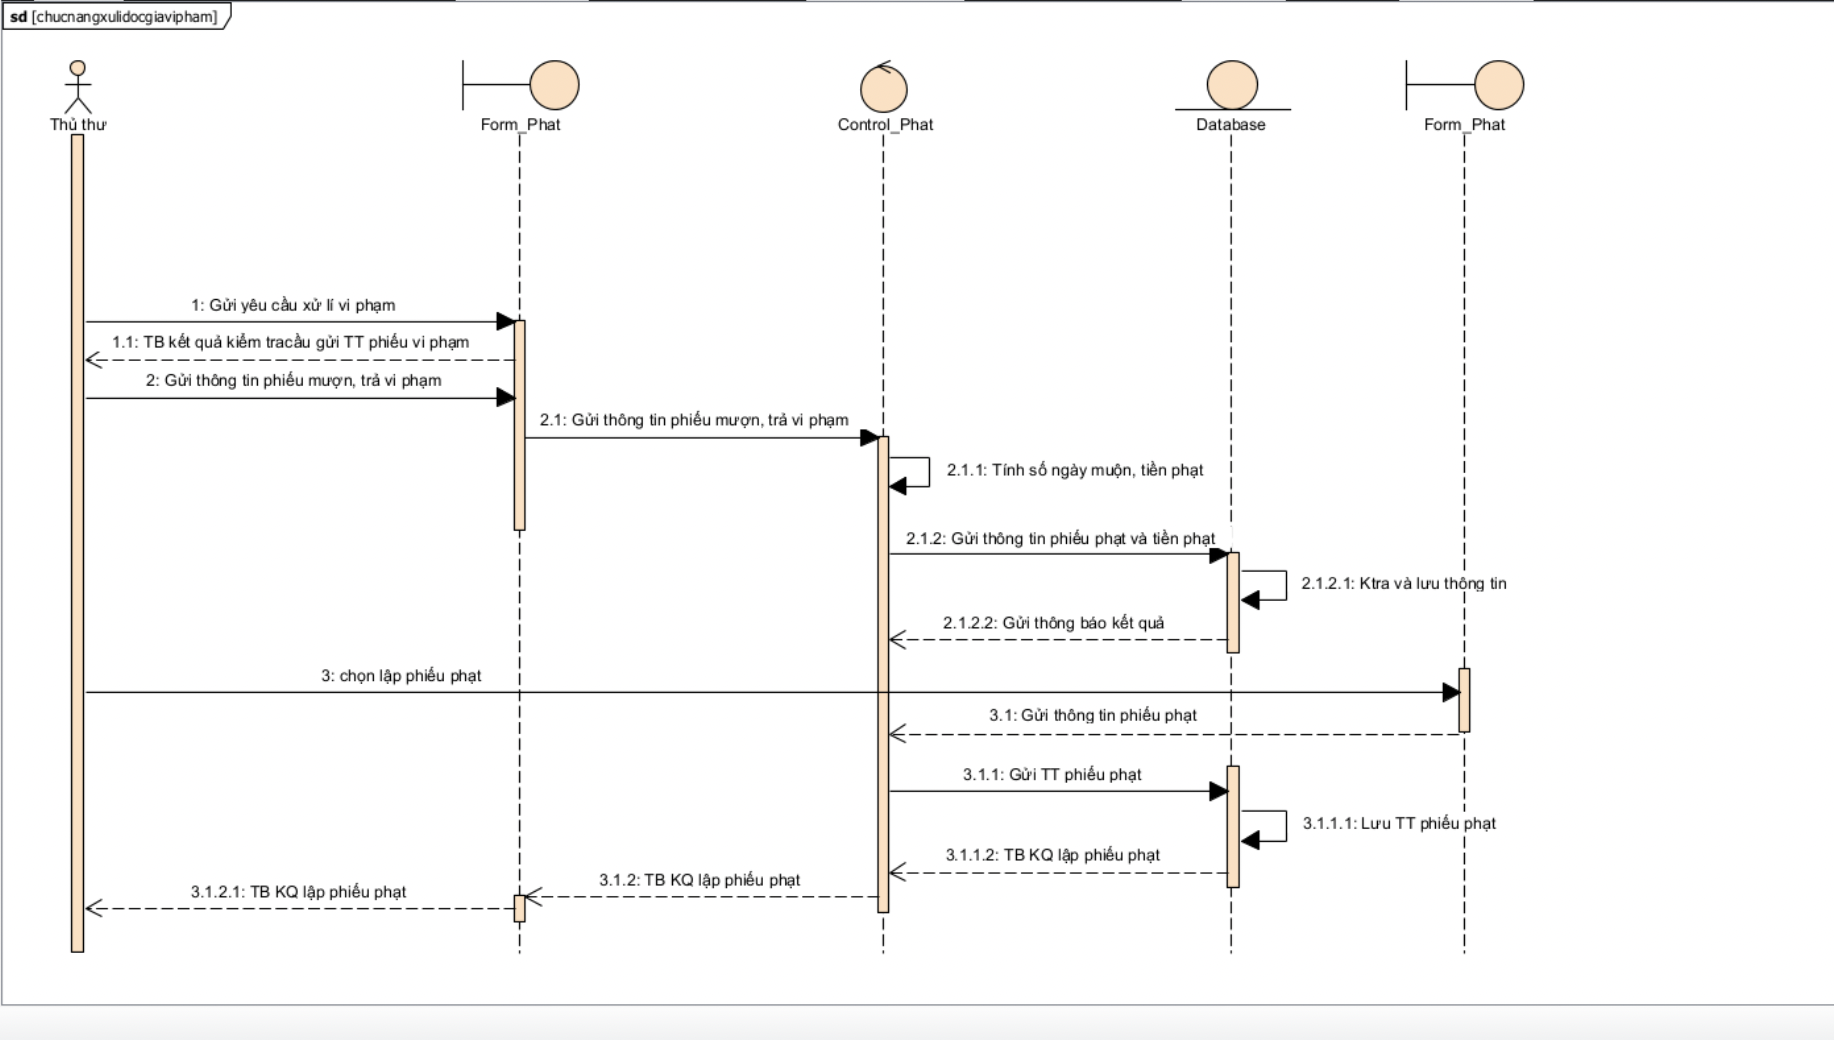 sd [chucnangxulidocgiavipham]
Thủ thư
Form_Phat
Control_Phat
Database
Form_Phat
1: Gửi yêu cầu xử lí vi phạm
1.1: TB kết quả kiểm tracầu gửi TT phiếu vi phạm
2: Gửi thông tin phiếu mượn, trả vi phạm
2.1: Gửi thông tin phiếu mượn, trả vi phạm
2.1.1: Tính số ngày muộn, tiền phạt
2.1.2: Gửi thông tin phiếu phạt và tiền phạt
2.1.2.1: Ktra và lưu thông tin
2.1.2.2: Gửi thông báo kết quả
3: chọn lập phiếu phạt
3.1: Gửi thông tin phiếu phạt
3.1.1: Gửi TT phiếu phạt
3.1.1.1: Lưu TT phiếu phạt
3.1.1.2: TB KQ lập phiếu phạt
3.1.2: TB KQ lập phiếu phạt
3.1.2.1: TB KQ lập phiếu phạt